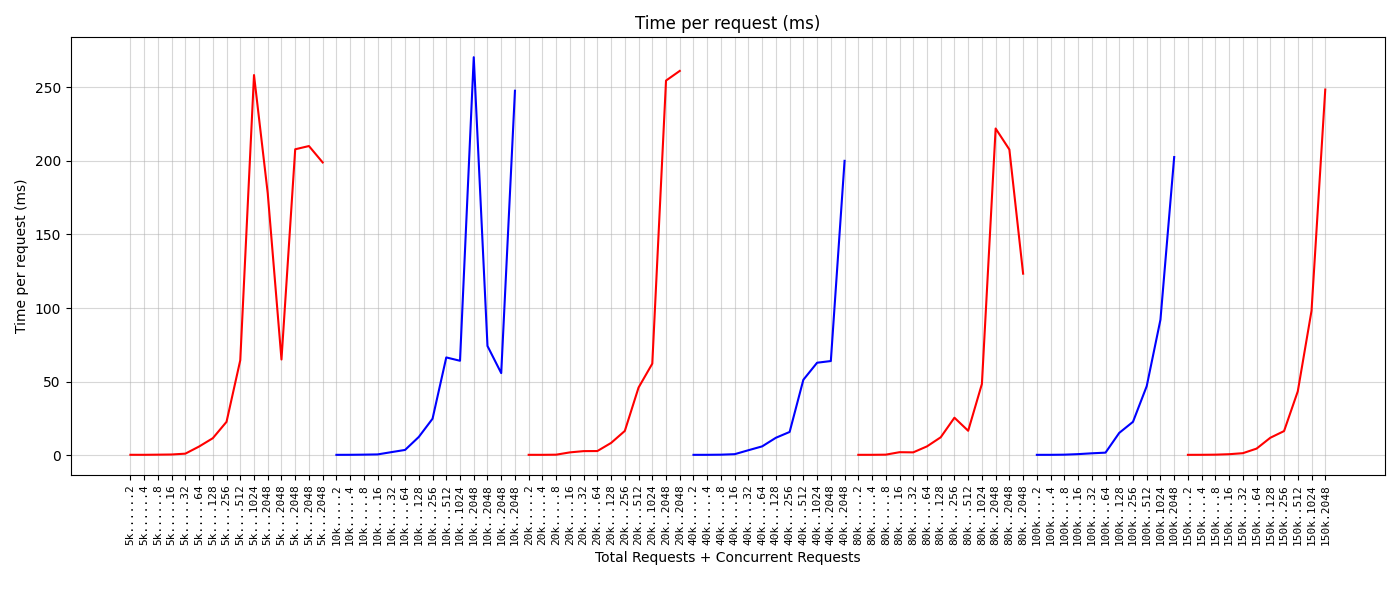 Time per request (ms)
Time per request (ms)
250
200
150
100
50
0
5k......2
5k......4
5k......8
5k.....16
5k.....32
5k.....64
5k....128
5k....256
5k....512
5k...1024
5k...2048
5k...2048
5k...2048
5k...2048
5k...2048
10k.....2
10k.....4
10k.....8
10k....16
10k....32
10k....64
10k...128
10k...256
10k...512
10k..1024
10k..2048
10k..2048
10k..2048
10k..2048
20k.....2
20k.....4
20k.....8
20k....16
20k....32
20k....64
20k...128
20k...256
20k...512
20k..1024
20k..2048
20k..2048
40k.....2
40k.....4
40k.....8
40k....16
40k....32
40k....64
40k...128
40k...256
40k...512
40k..1024
40k..2048
40k..2048
80k.....2
80k.....4
80k.....8
80k....16
80k....32
80k....64
80k...128
80k...256
80k...512
80k..1024
80k..2048
80k..2048
80k..2048
100k....2
100k....4
100k....8
100k...16
100k...32
100k...64
100k..128
100k..256
100k..512
100k.1024
100k.2048
150k....2
150k....4
150k....8
150k...16
150k...32
150k...64
150k..128
150k..256
150k..512
150k.1024
150k.2048
Total Requests + Concurrent Requests